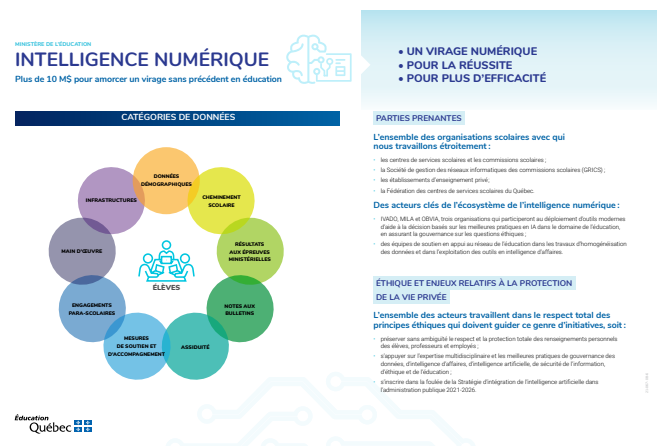 MINISTÈRE DE L'ÉDUCATION
INTELLIGENCE NUMÉRIQUE
Plus de 10 M$ pour amorcer un virage sans précédent en éducation
• UN VIRAGE NUMÉRIQUE
• POUR LA RÉUSSITE
• POUR PLUS D'EFFICACITÉ
CATÉGORIES DE DONNÉES
DONNÉES
DÉMOGRAPHIQUES
CHEMINEMENT
SCOLAIRE
RÉSULTATS
AUX ÉPREUVES
MINISTÉRIELLES
NOTES AUX
BULLETINS
ASSIDUITÉ
MESURES
DE SOUTIEN ET
D'ACCOMPAGNEMENT
ENGAGEMENTS
PARA-SCOLAIRES
MAIN D'ŒUVRE
INFRASTRUCTURES
ÉLÈVES
PARTIES PRENANTES
L'ensemble des organisations scolaires avec qui
nous travaillons étroitement :
• les centres de services scolaires et les commissions scolaires ;
• la Société de gestion des réseaux informatiques des commissions scolaires (GRICS) ;
• les établissements d'enseignement privé;
• la Fédération des centres de services scolaires du Québec.
Des acteurs clés de l'écosystème de l'intelligence numérique :
• IVADO, MILA et OBVIA, trois organisations qui participeront au déploiement d'outils modernes
d'aide à la décision basés sur les meilleures pratiques en IA dans le domaine de l'éducation,
en assurant la gouvernance sur les questions éthiques ;
• des équipes de soutien en appui au réseau de l'éducation dans les travaux d'homogénéisation
des données et dans l'exploitation des outils en intelligence d'affaires.
ÉTHIQUE ET ENJEUX RELATIFS À LA PROTECTION
DE LA VIE PRIVÉE
L'ensemble des acteurs travaillent dans le respect total des
principes éthiques qui doivent guider ce genre d'initiatives, soit :
• préserver sans ambiguïté le respect et la protection totale des renseignements personnels
des élèves, professeurs et employés ;
• s'appuyer sur l'expertise multidisciplinaire et les meilleures pratiques de gouvernance des
données, d'intelligence d'affaires, d'intelligence artificielle, de sécurité de l'information,
d'éthique et de l'éducation ;
• s'inscrire dans la foulée de la Stratégie d'intégration de l'intelligence artificielle dans
l'administration publique 2021-2026.
Éducation
Québec